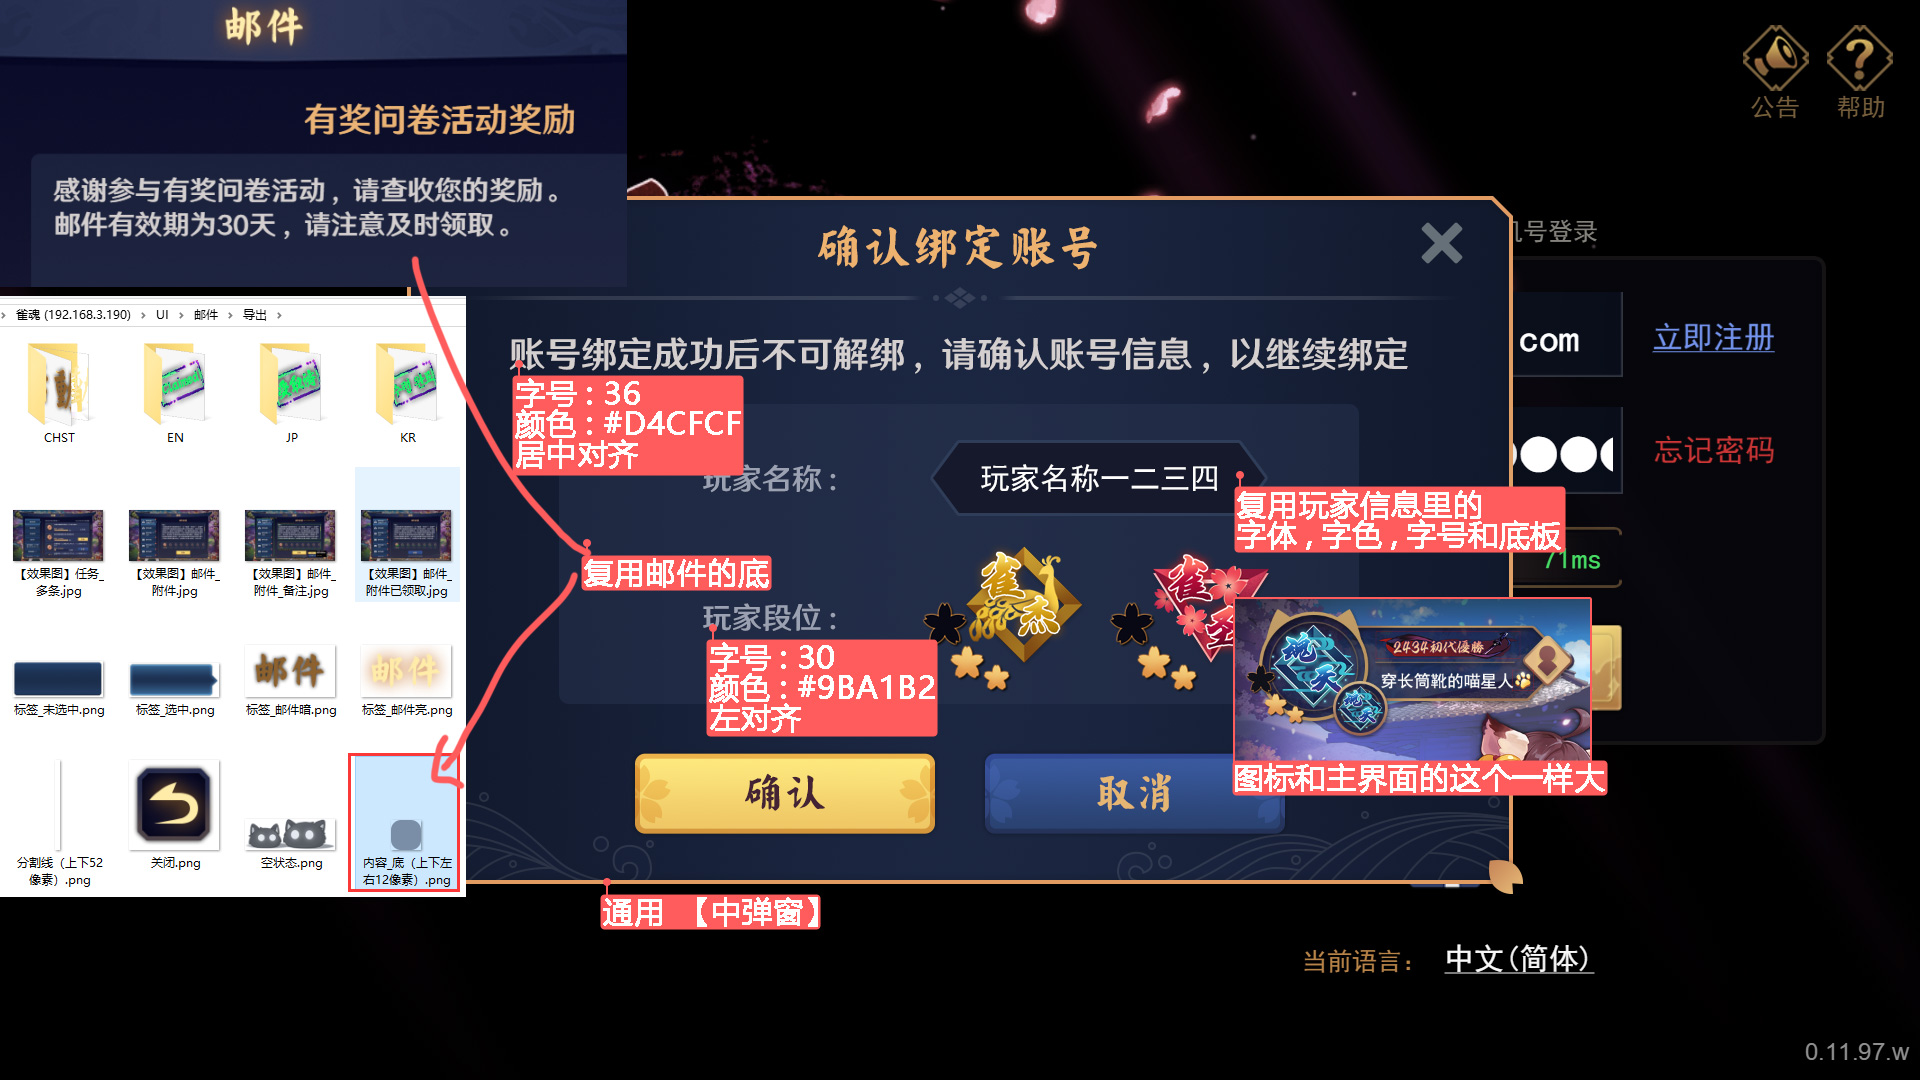 邮件
有奖问卷活动奖励
感谢参与有奖问卷活动，请查收您的奖励。
邮件有效期为30天，请注意及时领取。
公告
帮助
雀魂 (192.168.3.190) › UI › 邮件 › 导出 ›
CHST
EN
JP
KR
【效果图】任务_
多条.jpg
【效果图】邮件_
附件.jpg
【效果图】邮件_
附件_备注.jpg
【效果图】邮件_
附件已领取.jpg
邮件
邮件
标签_未选中.png
标签_选中.png
标签_邮件暗.png
标签_邮件亮.png
分割线（上下52
像素）.png
关闭.png
空状态.png
内容_底（上下左
右12像素）.png
确认绑定账号
机号登录
账号绑定成功后不可解绑，请确认账号信息，以继续绑定
字号：36
颜色：#D4CFCF
居中对齐
com
立即注册
忘记密码
玩家名称：
玩家名称一二三四
复用玩家信息里的
字体，字色，字号和底板
71ms
复用邮件的底
玩家段位：
雀杰
雀圣
字号：30
颜色：#9BA1B2
左对齐
魂天
魂天
2434初代優勝
穿长筒靴的喵星人
图标和主界面的这个一样大
确认
取消
通用 【中弹窗】
当前语言：
中文(简体)
0.11.97.w